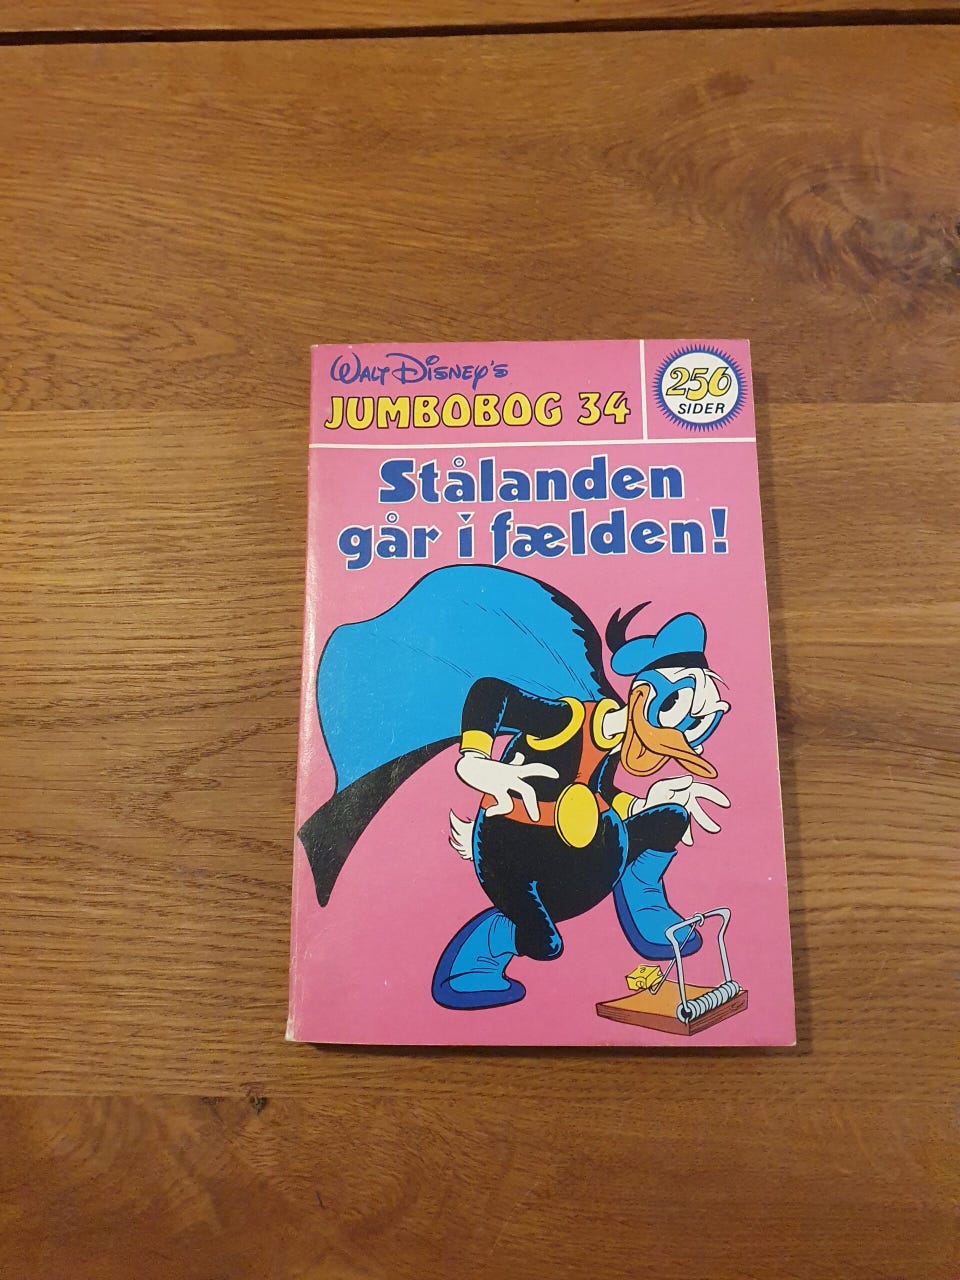 Walt Disney's
JUMBOBOG 34
256
SIDER
Stålanden
går i fælden!